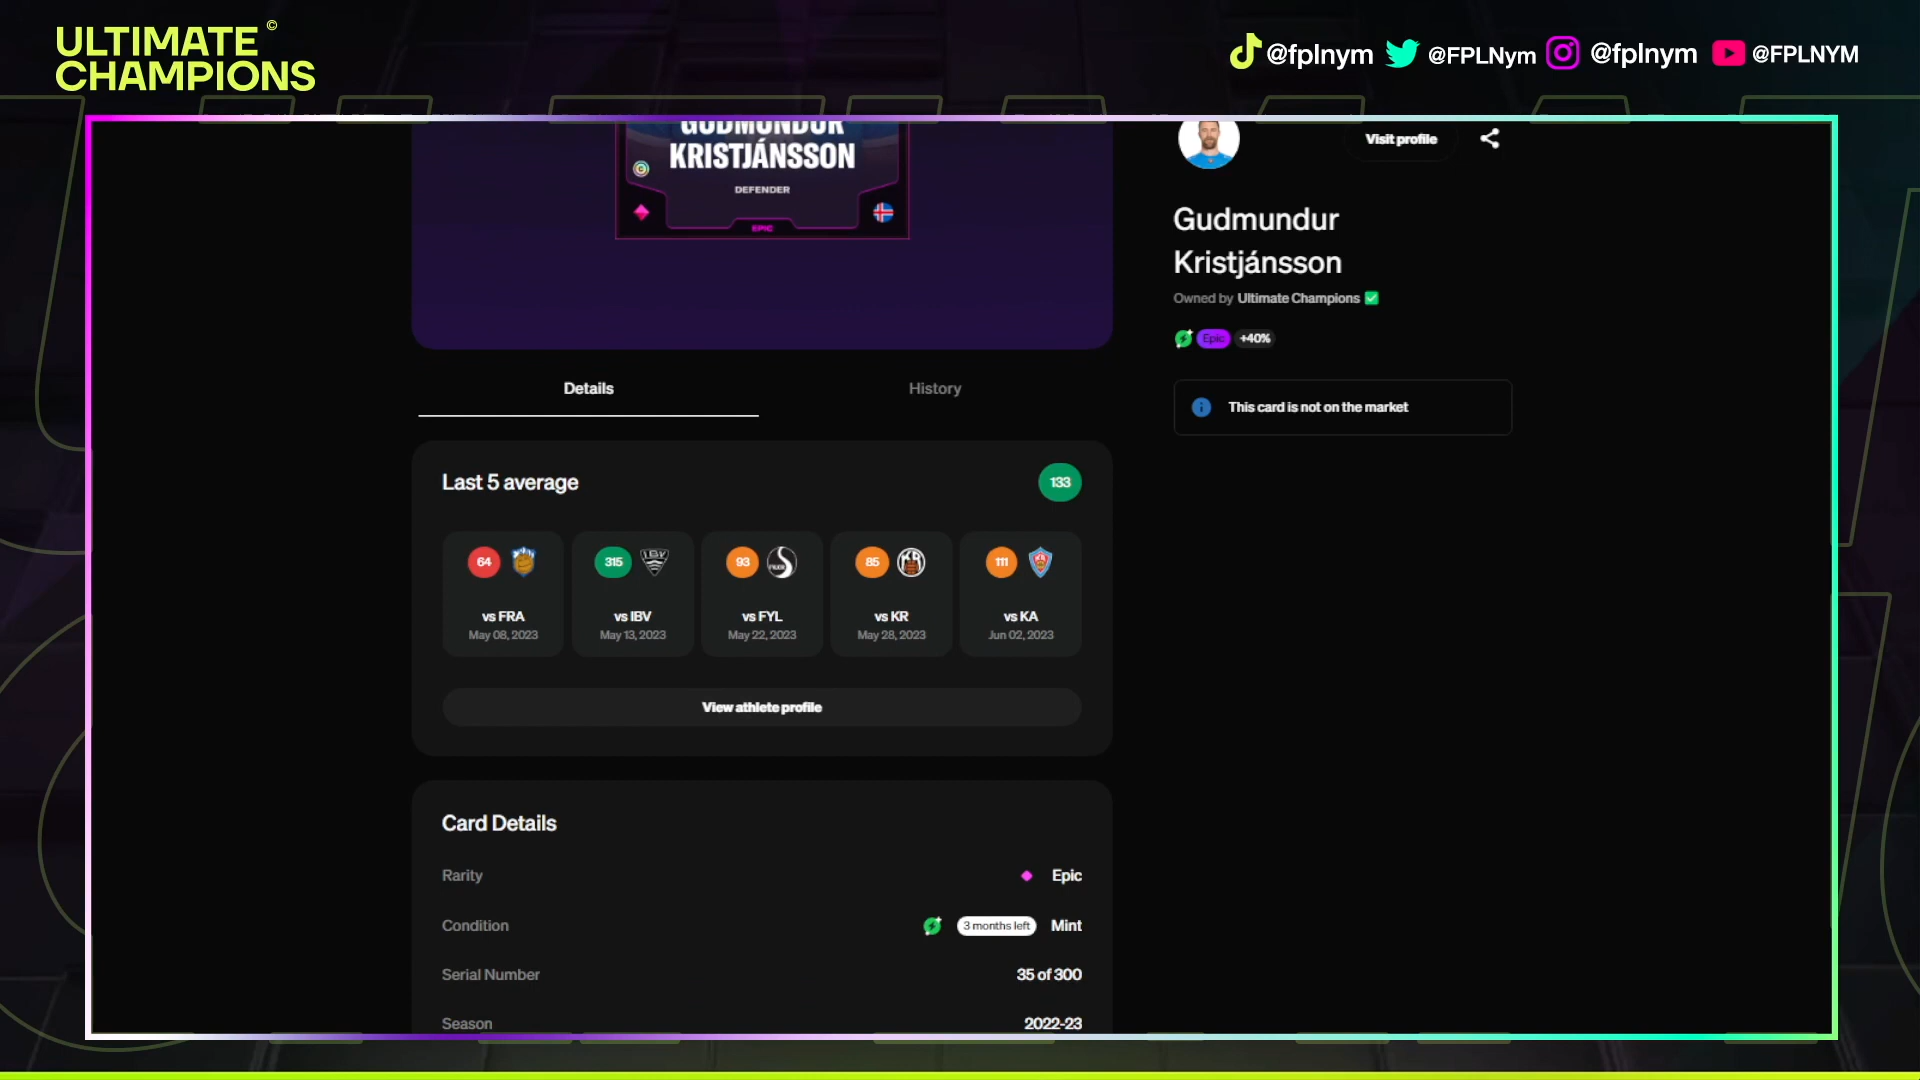 ULTIMATE ©
CHAMPIONS
@fplnym @FPLNym @fplnym @FPLNYM
GUDMUNDUR
KRISTJÁNSSON
DEFENDER
EPIC
Visit profile
Gudmundur
Kristjánsson
Owned by Ultimate Champions
Epic +40%
This card is not on the market
Details History
Last 5 average 133
64 315 93 85 111
vs FRA vs IBV vs FYL vs KR vs KA
May 08, 2023 May 13, 2023 May 22, 2023 May 28, 2023 Jun 02, 2023
View athlete profile
Card Details
Rarity Epic
Condition 3 months left Mint
Serial Number 35 of 300
Season 2022-23